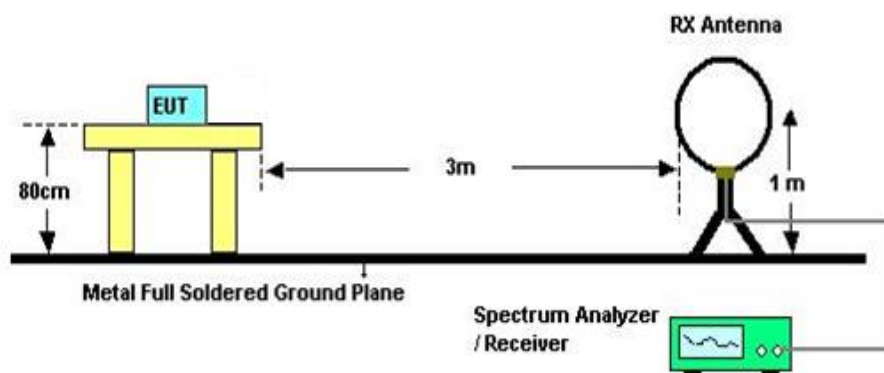 RX Antenna
EUT
3m
80cm
1 m
Metal Full Soldered Ground Plane
Spectrum Analyzer
/ Receiver